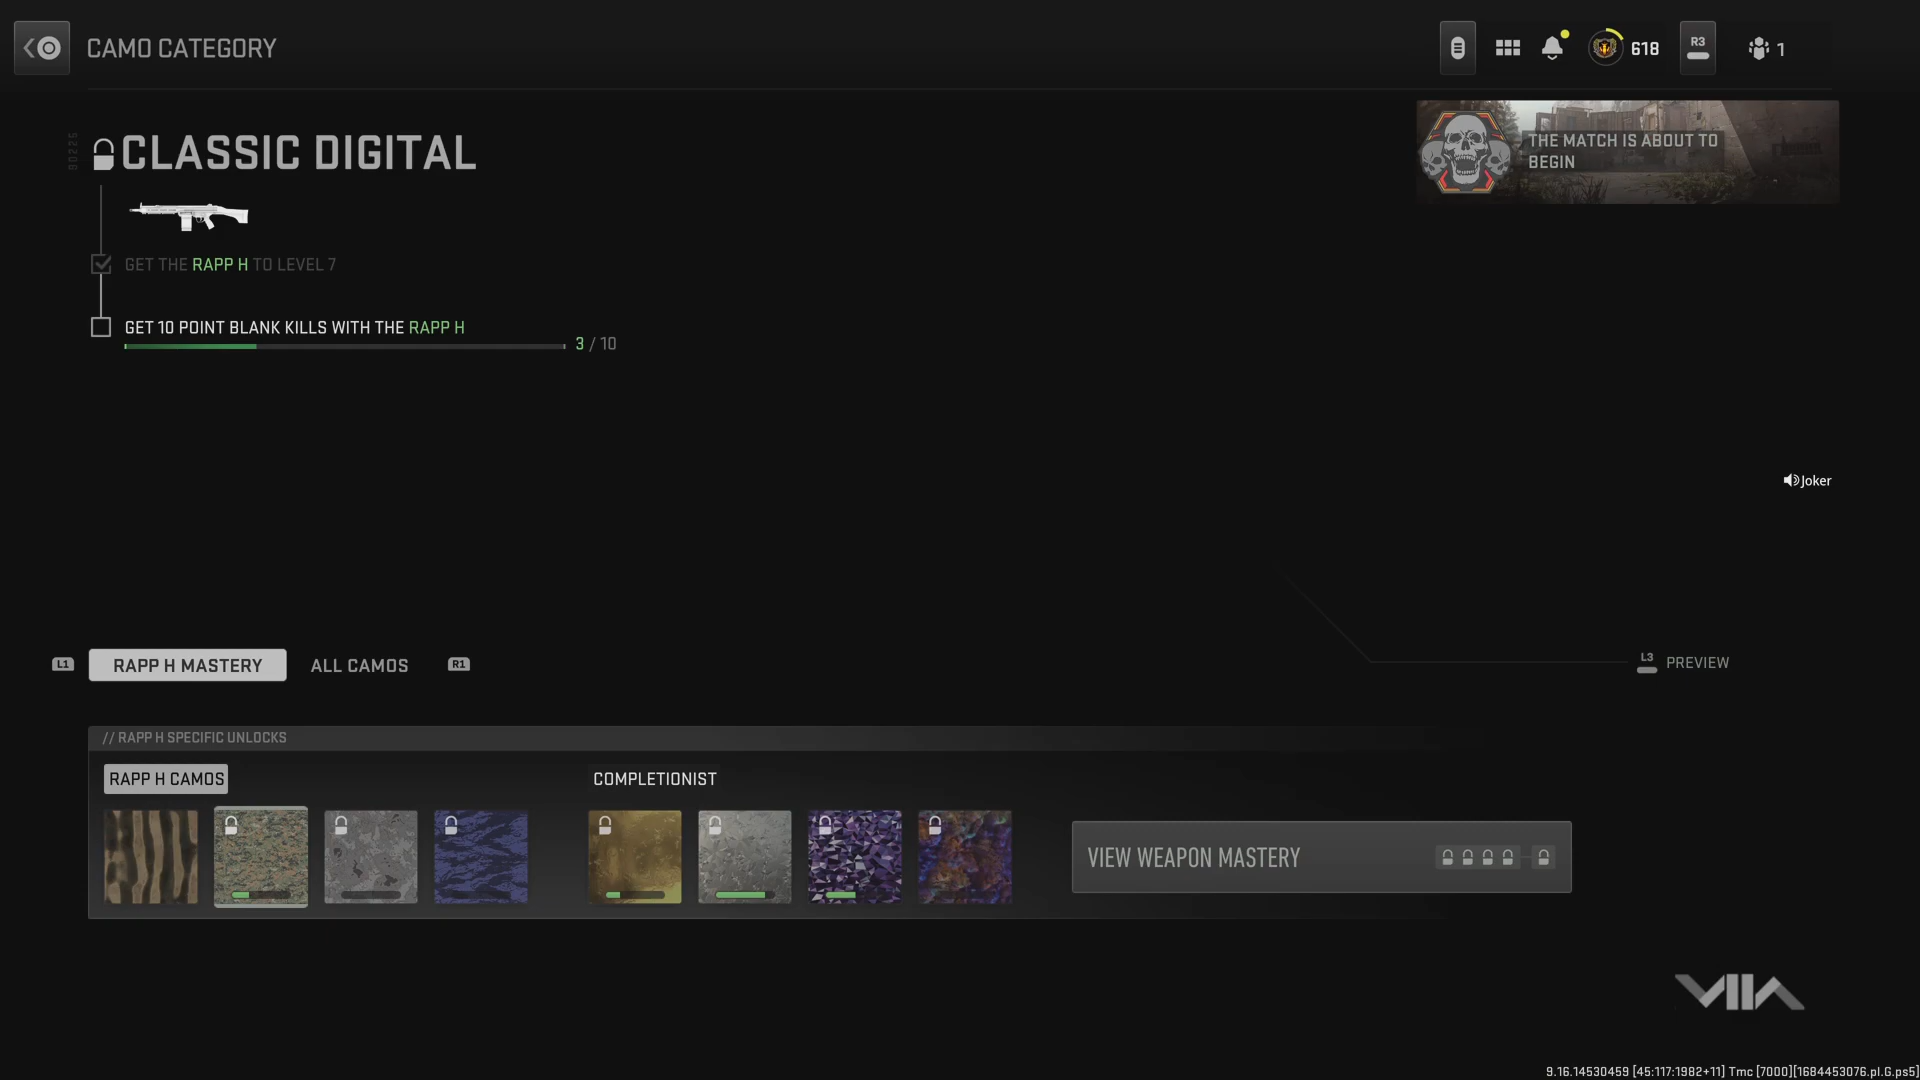 CAMO CATEGORY
618
R3
1
CLASSIC DIGITAL
THE MATCH IS ABOUT TO
BEGIN
GET THE RAPP H TO LEVEL 7
GET 10 POINT BLANK KILLS WITH THE RAPP H
3 / 10
Joker
L1
RAPP H MASTERY
ALL CAMOS
R1
L3
PREVIEW
// RAPP H SPECIFIC UNLOCKS
RAPP H CAMOS
COMPLETIONIST
VIEW WEAPON MASTERY
9.16.14530459 [45:117:1982+11] Tmc [7000][1684453076.pl.G.ps5]